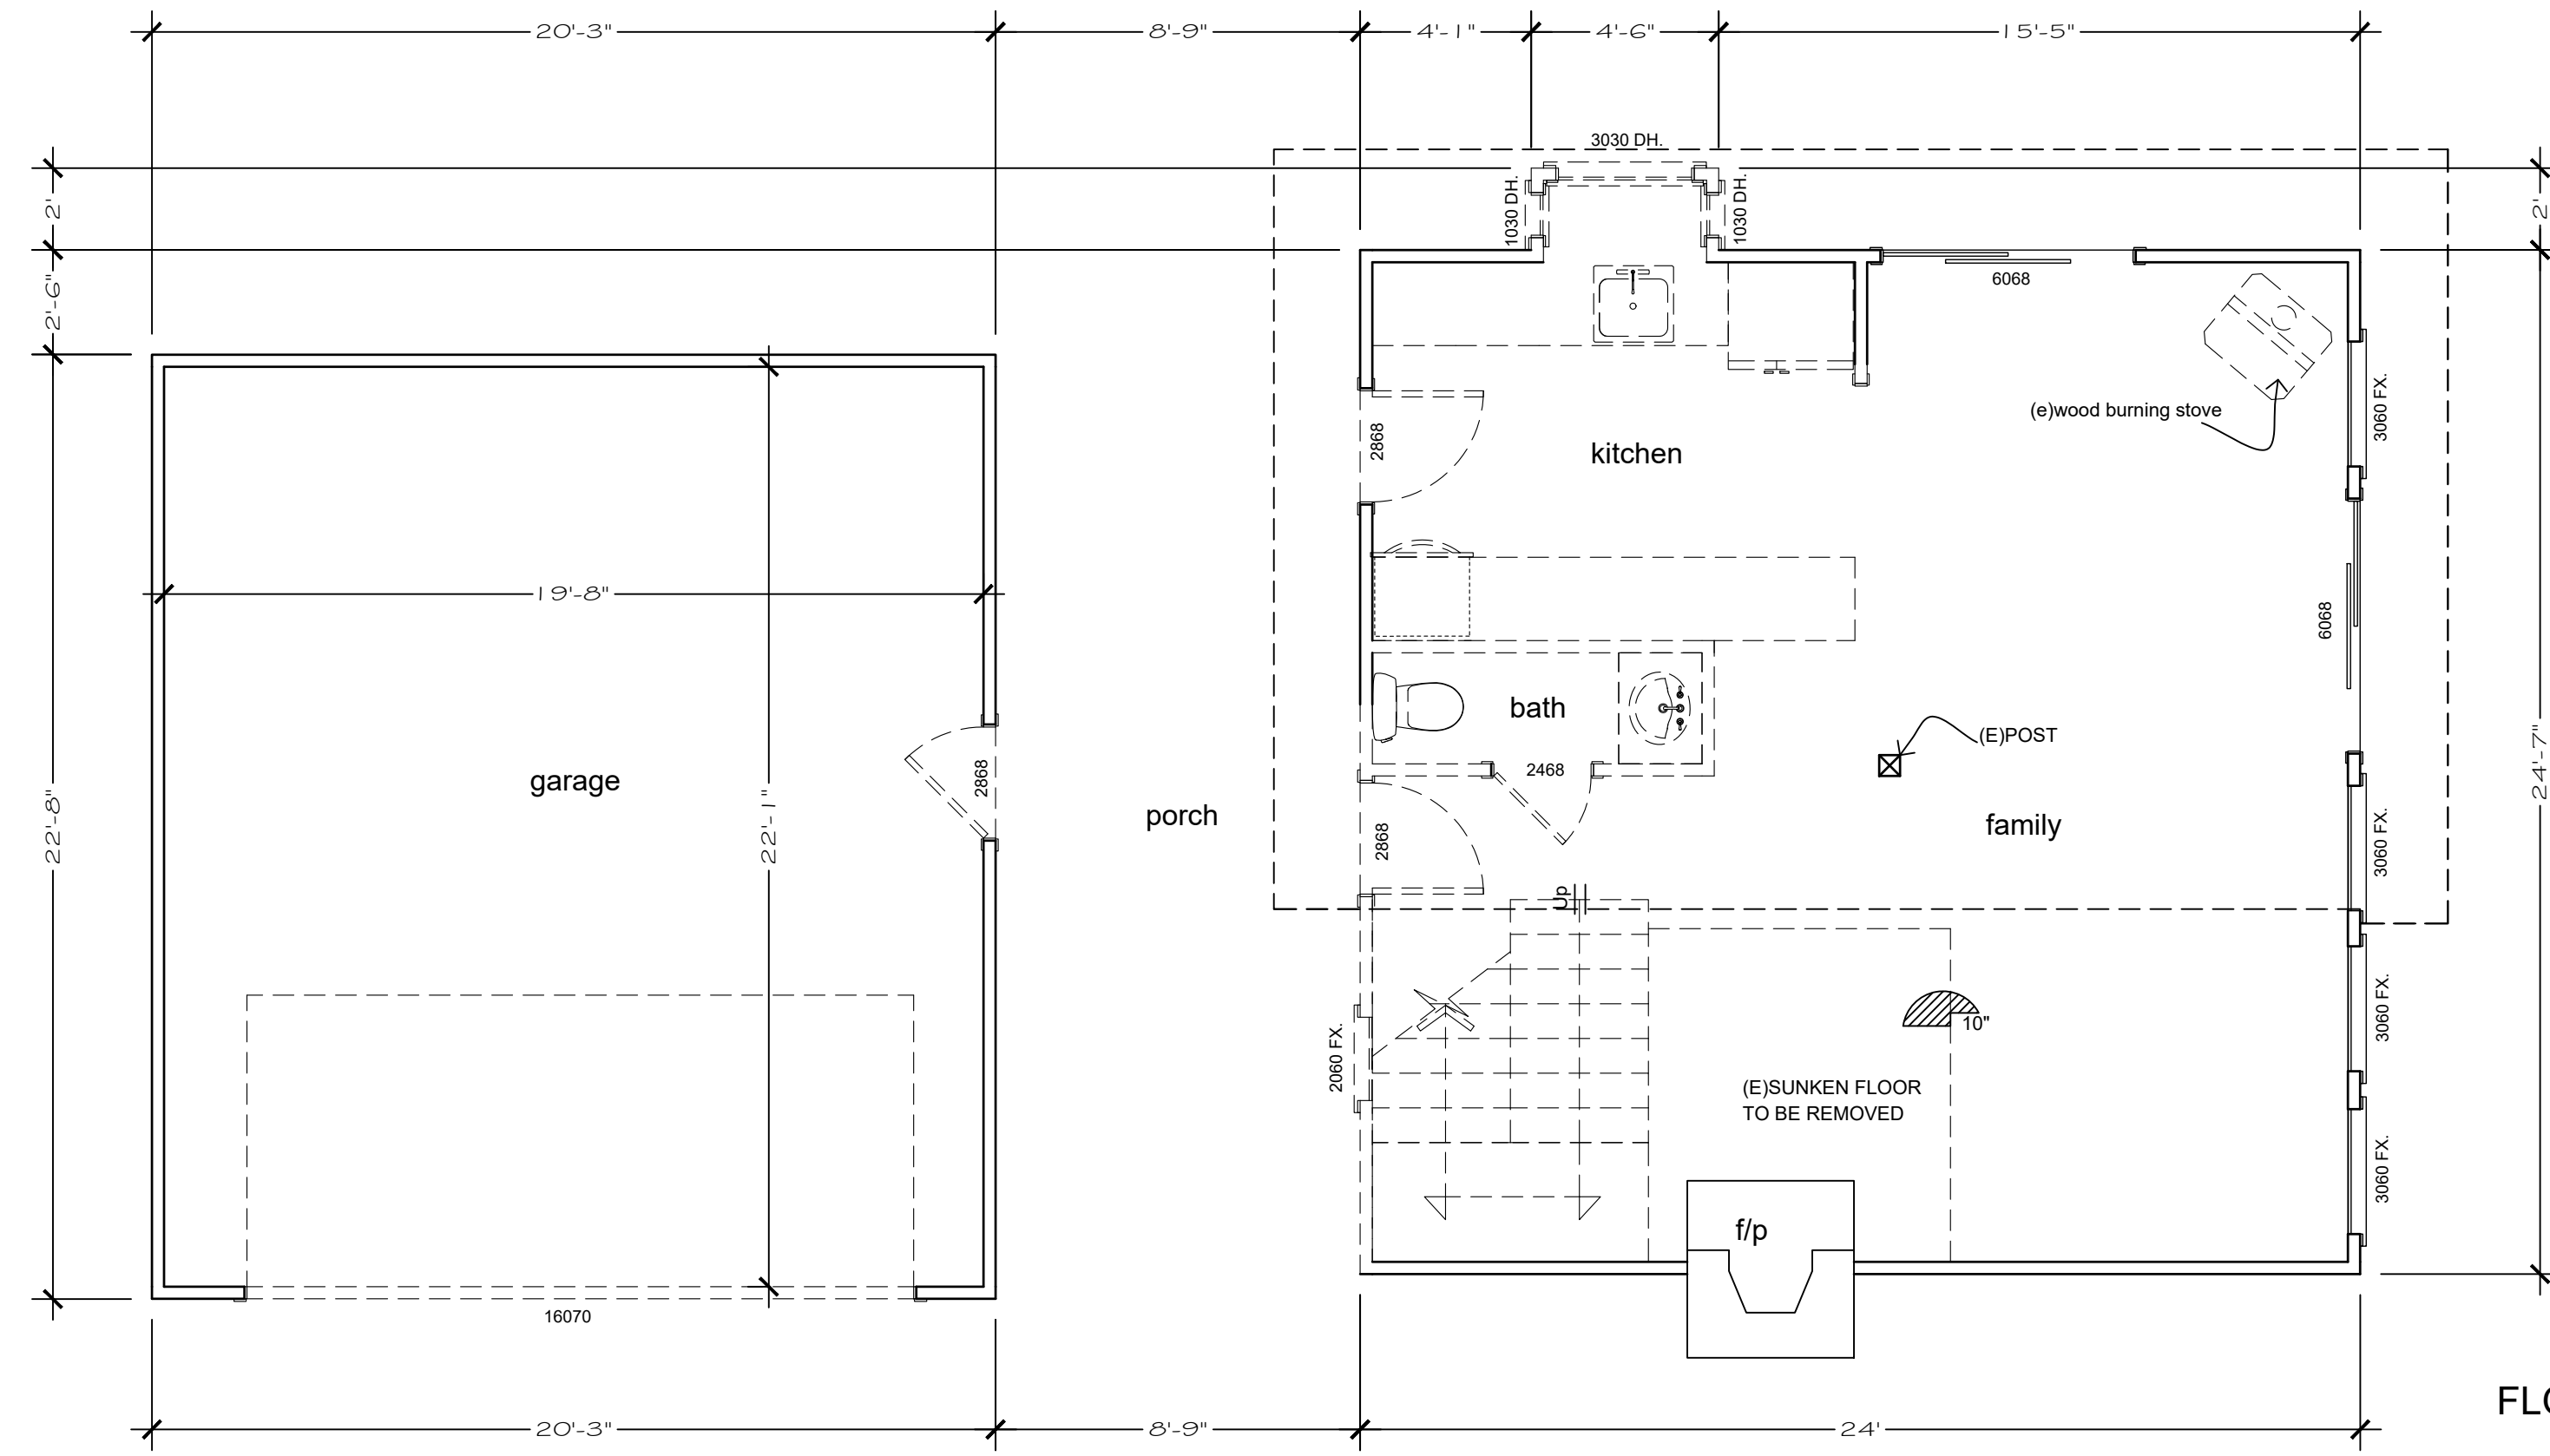 20'-3"
8'-9"
4'-1"
4'-6"
15'-5"
3030 DH.
1030 DH.
1030 DH.
2'
2'
2'-6"
6068
(e)wood burning stove
3060 FX.
2868
kitchen
19'-8"
6068
bath
(E)POST
2468
garage
2868
22'-8"
22'-1"
porch
2868
family
3060 FX.
24'-7"
Up
10"
3060 FX.
2060 FX.
(E)SUNKEN FLOOR
TO BE REMOVED
3060 FX.
f/p
16070
20'-3"
8'-9"
24'